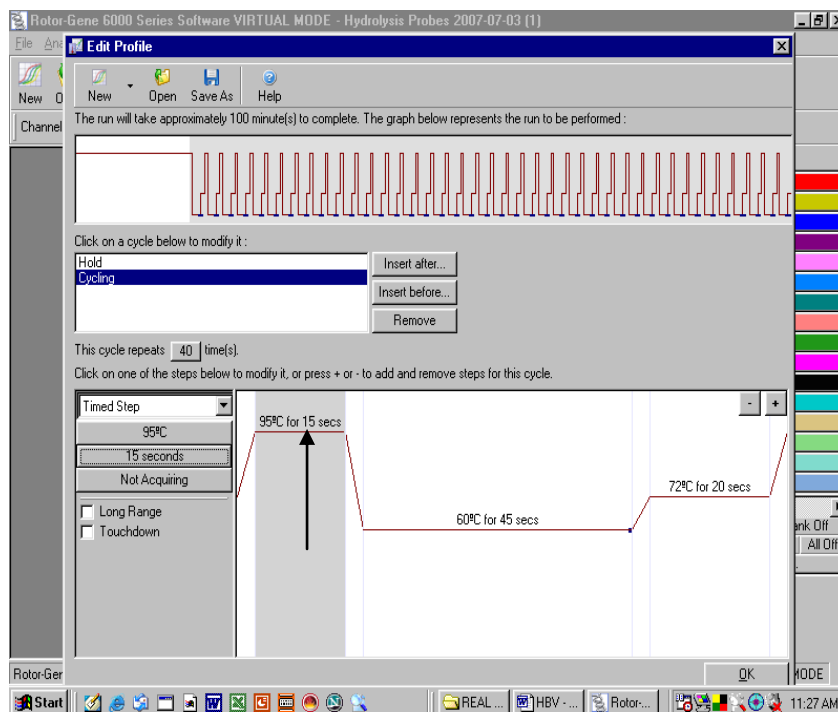 Rotor-Gene 6000 Series Software VIRTUAL MODE - Hydrolysis Probes 2007-07-03 (1)
File Ana
Edit Profile
New
New Open Save As Help
Channel
The run will take approximately 100 minute(s) to complete. The graph below represents the run to be performed :
Click on a cycle below to modify it :
Hold
Cycling
Insert after...
Insert before...
Remove
This cycle repeats 40 time(s).
Click on one of the steps below to modify it, or press + or - to add and remove steps for this cycle.
Timed Step
- +
95ºC
15 seconds
Not Acquiring
Long Range
Touchdown
95ºC for 15 secs
60ºC for 45 secs
72ºC for 20 secs
ank Off
All Off
OK
Rotor-Ger
MODE
Start
REAL ...
HBV - ...
Rotor-...
11:27 AM